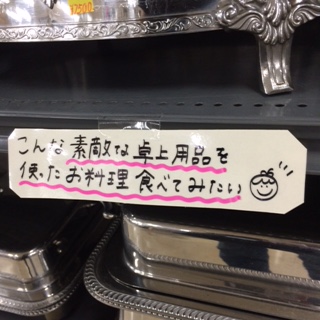 こんな素敵な卓上用品を
使ったお料理 食べてみたい